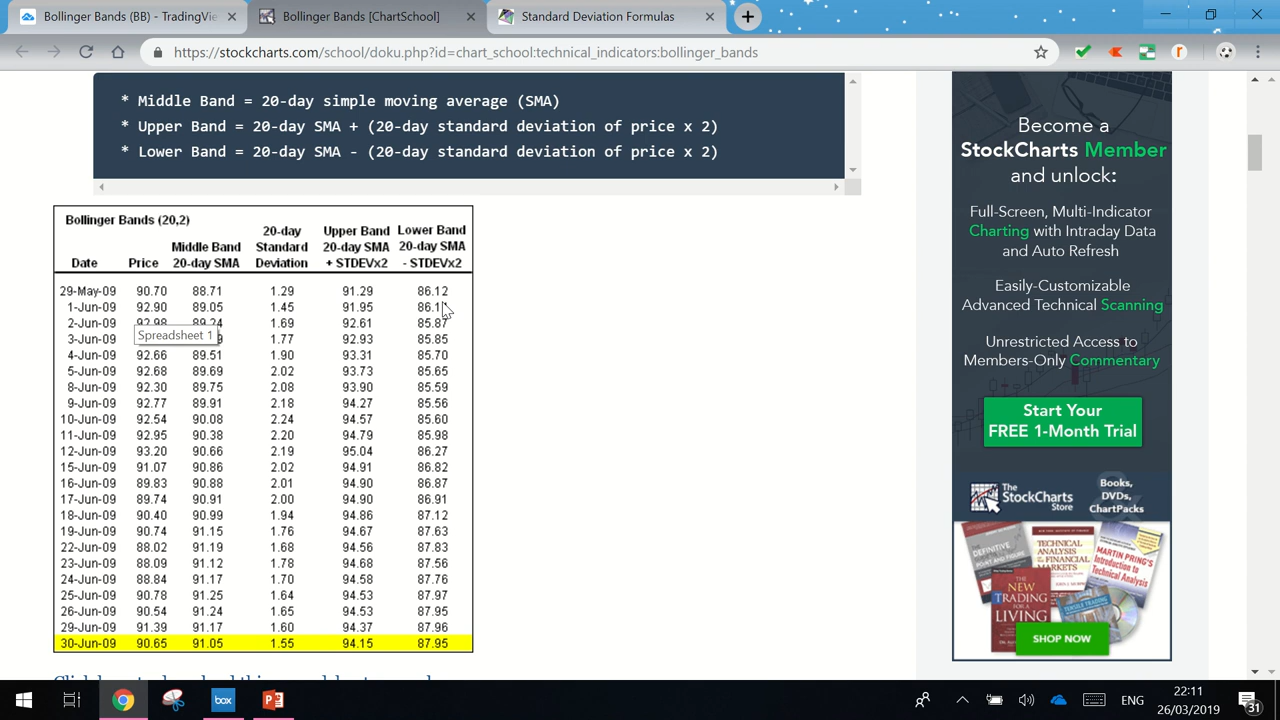 Bollinger Bands (BB) - TradingVie
Bollinger Bands [ChartSchool]
Standard Deviation Formulas
https://stockcharts.com/school/doku.php?id=chart_school:technical_indicators:bollinger_bands
* Middle Band = 20-day simple moving average (SMA)
* Upper Band = 20-day SMA + (20-day standard deviation of price x 2)
* Lower Band = 20-day SMA - (20-day standard deviation of price x 2)
Bollinger Bands (20,2)
Date Price Middle Band 20-day SMA 20-day Standard Deviation Upper Band 20-day SMA + STDEVx2 Lower Band 20-day SMA - STDEVx2
29-May-09 90.70 88.71 1.29 91.29 86.12
1-Jun-09 92.90 89.05 1.45 91.95
2-Jun-09 92.98 89.24 1.69 92.61 85.87
3-Jun-09 1.77 92.93 85.85
Spreadsheet 1
4-Jun-09 92.66 89.51 1.90 93.31 85.70
5-Jun-09 92.68 89.69 2.02 93.73 85.65
8-Jun-09 92.30 89.75 2.08 93.90 85.59
9-Jun-09 92.77 89.91 2.18 94.27 85.56
10-Jun-09 92.54 90.08 2.24 94.57 85.60
11-Jun-09 92.95 90.38 2.20 94.79 85.98
12-Jun-09 93.20 90.66 2.19 95.04 86.27
15-Jun-09 91.07 90.86 2.02 94.91 86.82
16-Jun-09 89.83 90.88 2.01 94.90 86.87
17-Jun-09 89.74 90.91 2.00 94.90 86.91
18-Jun-09 90.40 90.99 1.94 94.86 87.12
19-Jun-09 90.74 91.15 1.76 94.67 87.63
22-Jun-09 88.02 91.19 1.68 94.56 87.83
23-Jun-09 88.09 91.12 1.78 94.68 87.56
24-Jun-09 88.84 91.17 1.70 94.58 87.76
25-Jun-09 90.78 91.25 1.64 94.53 87.97
26-Jun-09 90.54 91.24 1.65 94.53 87.95
29-Jun-09 91.39 91.17 1.60 94.37 87.96
30-Jun-09 90.65 91.05 1.55 94.15 87.95
Become a
StockCharts Member
and unlock:
Full-Screen, Multi-Indicator
Charting with Intraday Data
and Auto Refresh
Easily-Customizable
Advanced Technical Scanning
Unrestricted Access to
Members-Only Commentary
Start Your
FREE 1-Month Trial
The
StockCharts
Store
Books,
DVDs,
ChartPacks
TECHNICAL
ANALYSIS
FINANCIAL
MARKETS
MARTIN PRING'S
Introduction to
Technical Analysis
THE NEW
TRADING
FOR A
LIVING
SHOP NOW
box
ENG
22:11
26/03/2019
31